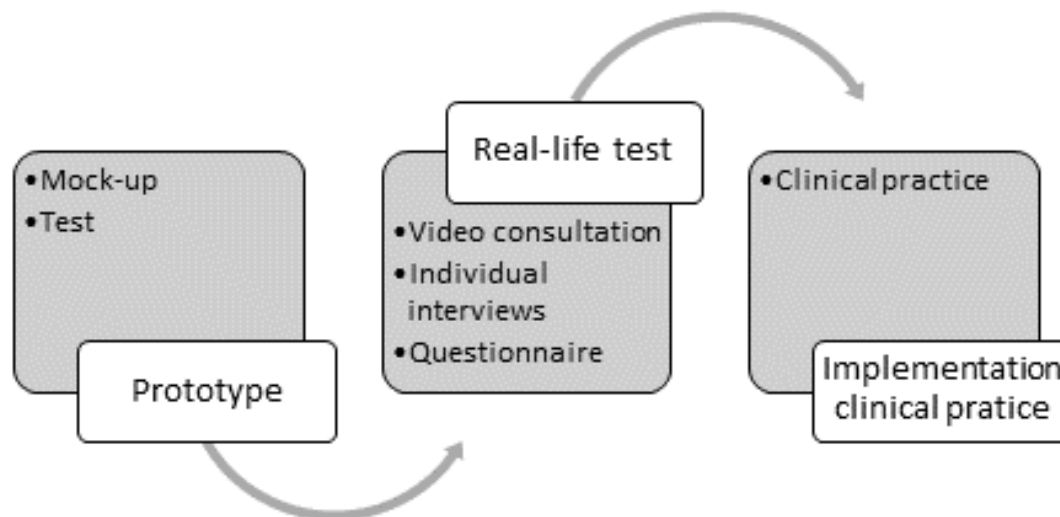 •Mock-up
•Test
Prototype
Real-life test
•Video consultation
•Individual
interviews
•Questionnaire
•Clinical practice
Implementation
clinical pratice